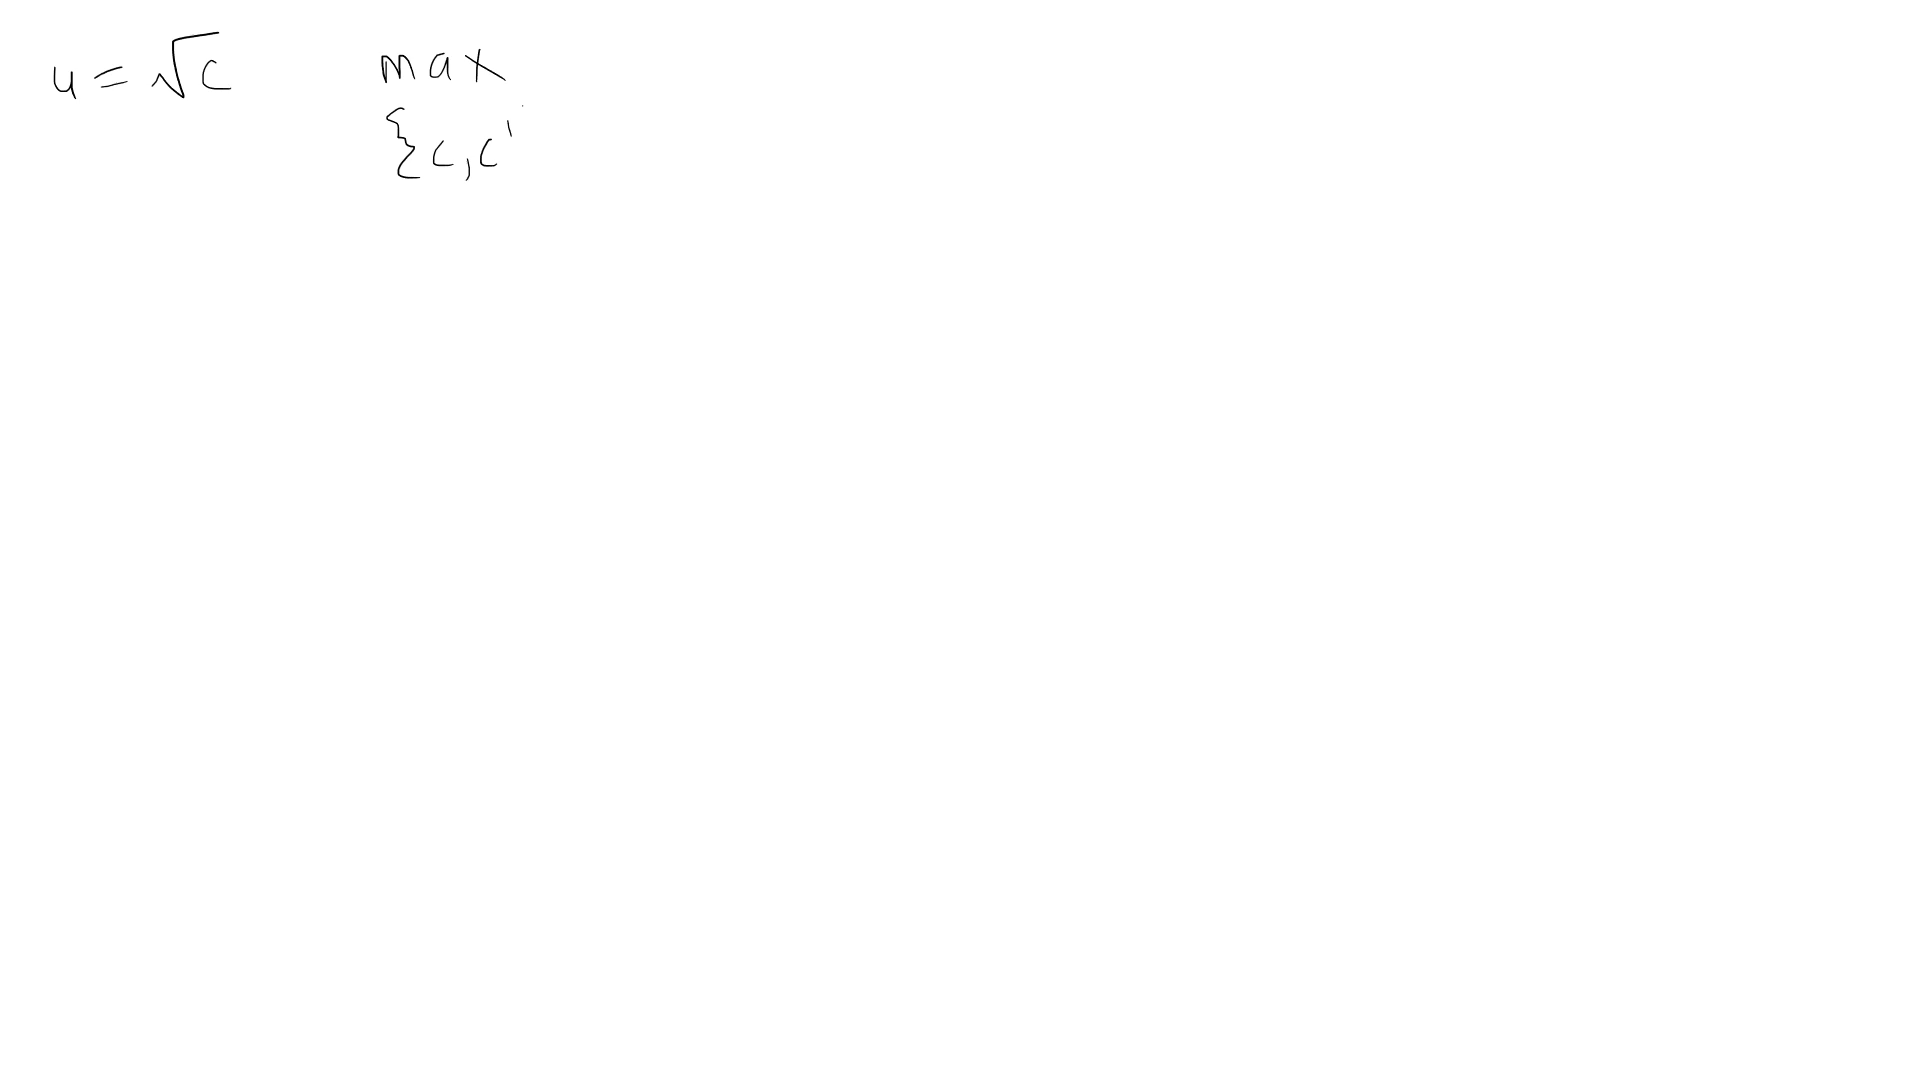 u = √c max
{c, c'